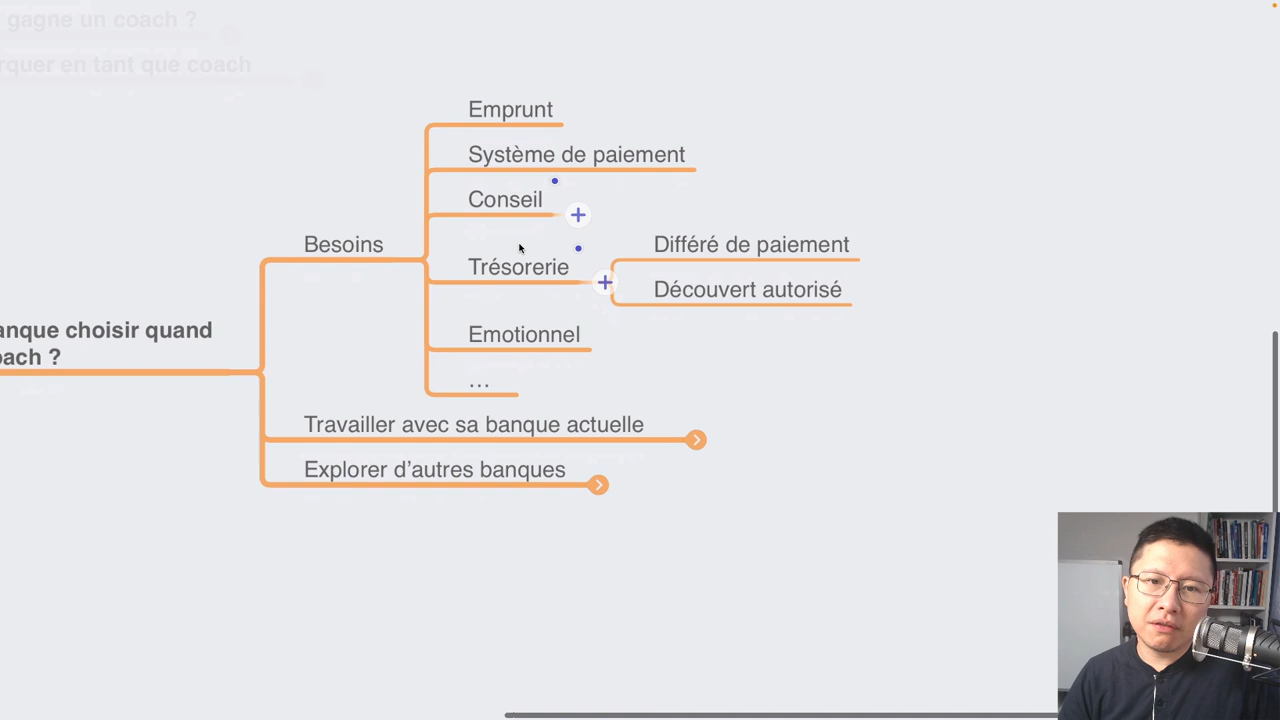 gagne un coach ?
rquer en tant que coach
Emprunt
Système de paiement
Conseil
Besoins
Trésorerie
Différé de paiement
Découvert autorisé
Emotionnel
...
anque choisir quand
oach ?
Travailler avec sa banque actuelle
Explorer d’autres banques